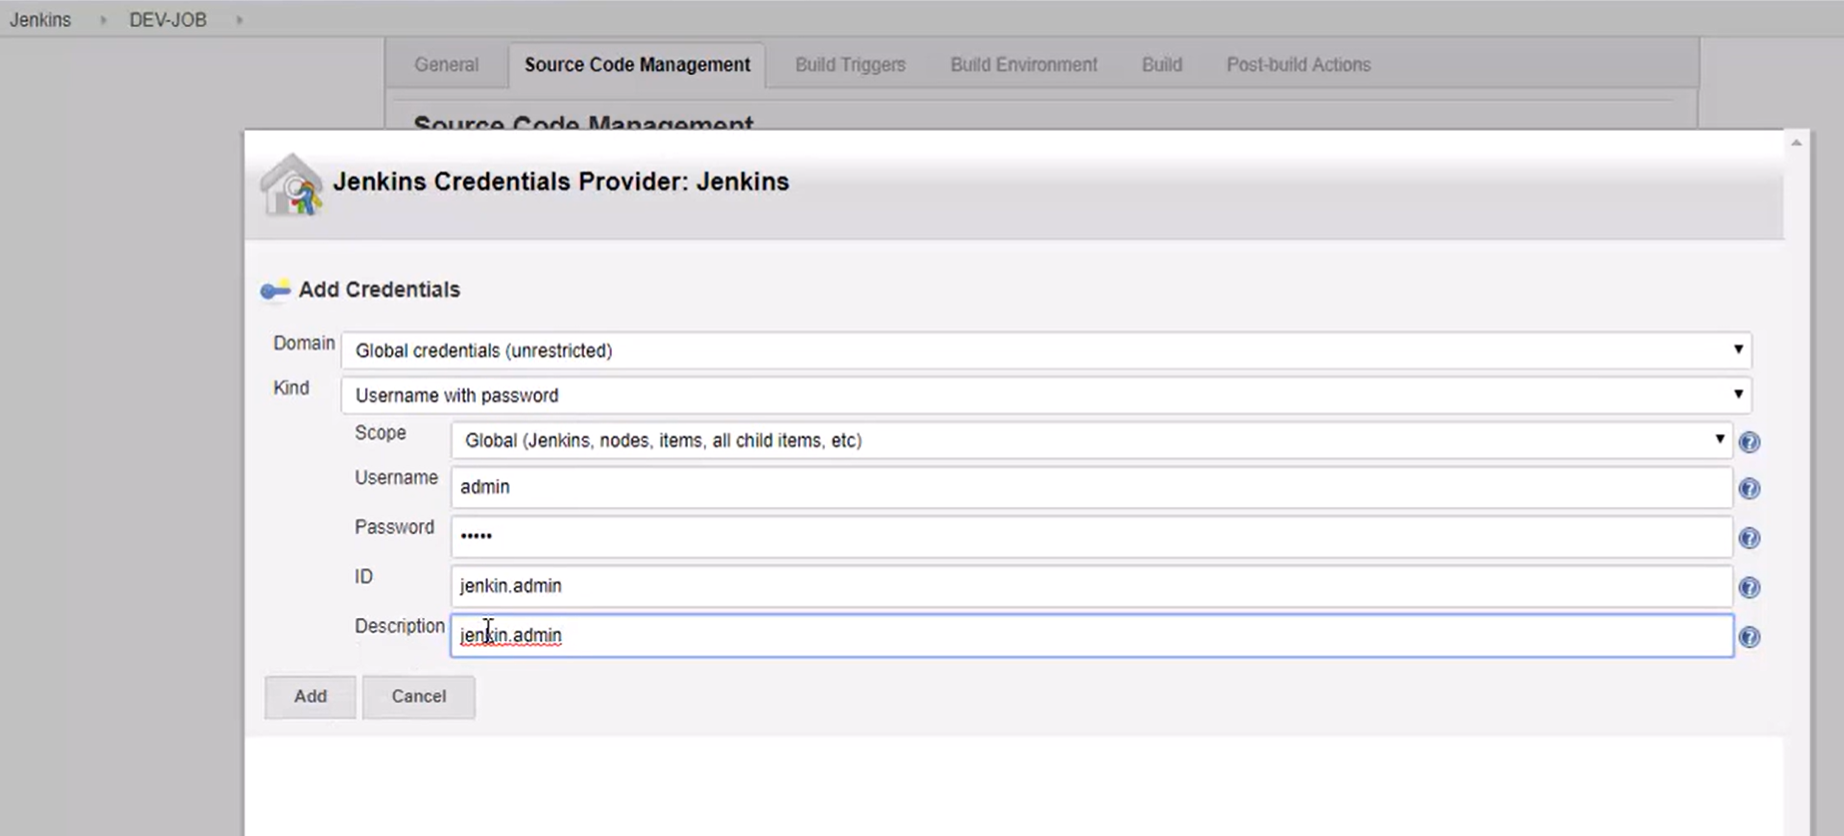 Jenkins DEV-JOB
General Source Code Management Build Triggers Build Environment Build Post-build Actions
Source Code Management
Jenkins Credentials Provider: Jenkins
Add Credentials
Domain Global credentials (unrestricted)
Kind Username with password
Scope Global (Jenkins, nodes, items, all child items, etc)
Username admin
Password •••••
ID jenkin.admin
Description jenkin.admin
Add Cancel